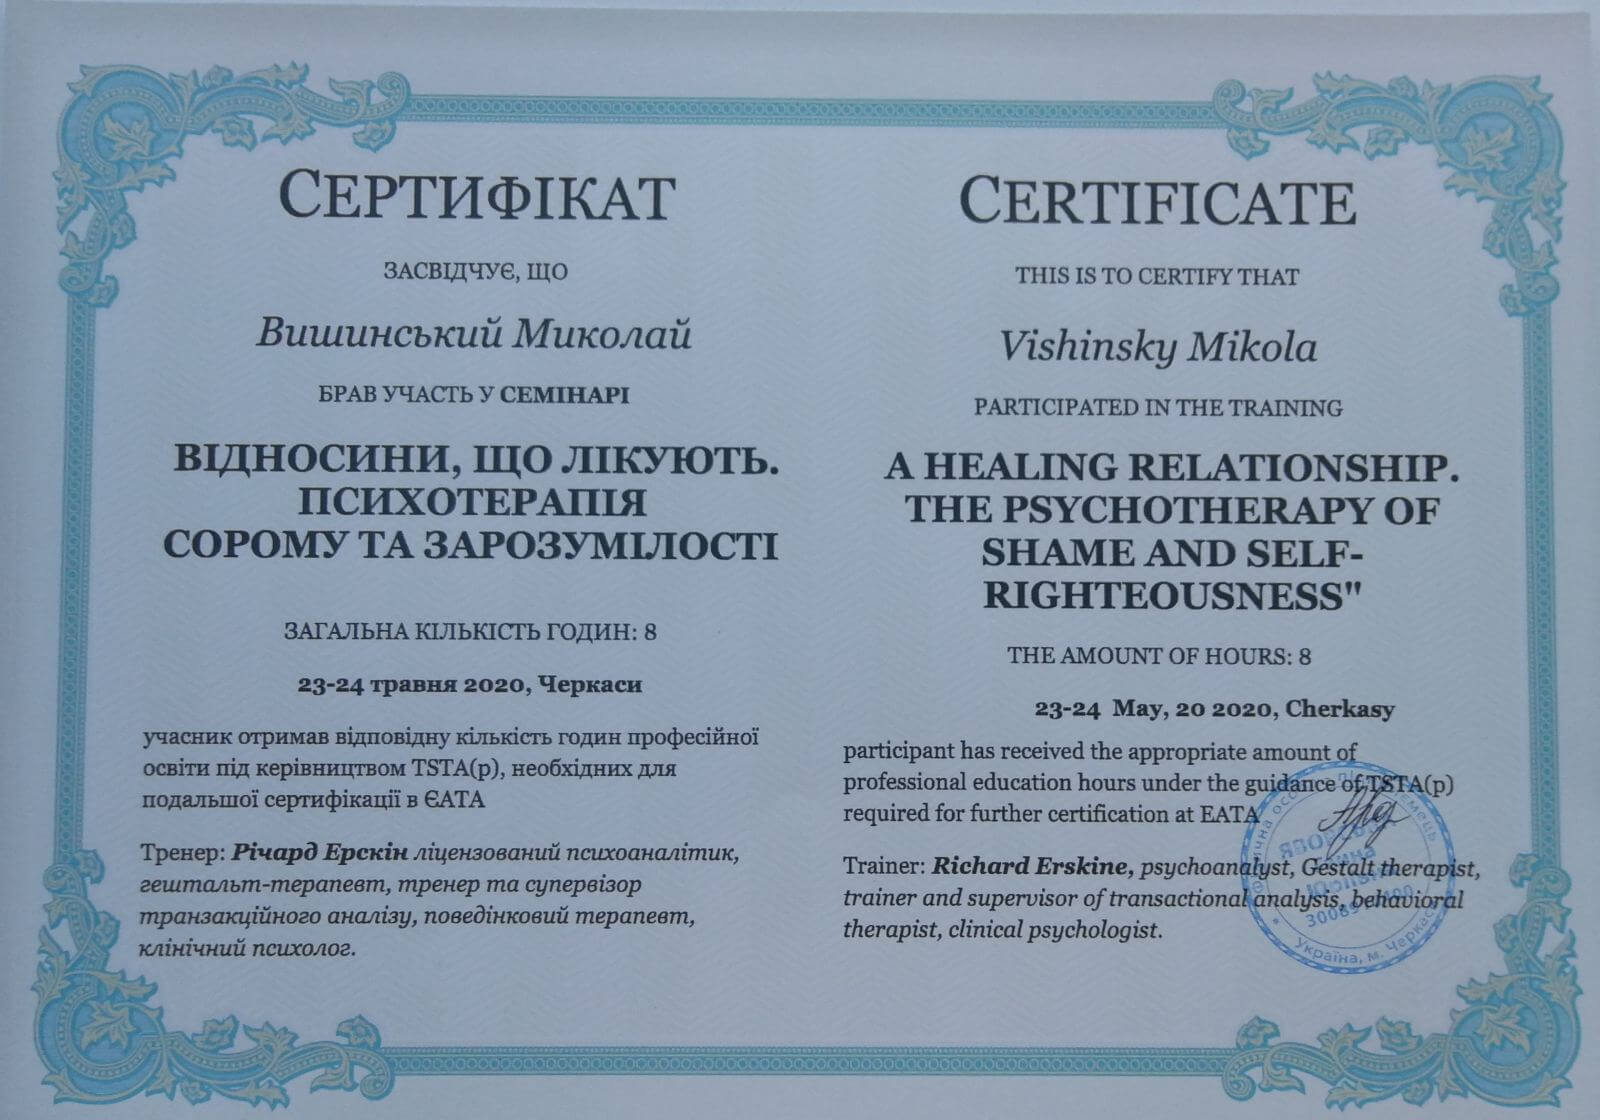 СЕРТИФІКАТ
ЗАСВІДЧУЄ, ЩО
Вишинський Миколай
БРАВ УЧАСТЬ У СЕМІНАРІ
ВІДНОСИНИ, ЩО ЛІКУЮТЬ.
ПСИХОТЕРАПІЯ
СОРОМУ ТА ЗАРОЗУМІЛОСТІ
ЗАГАЛЬНА КІЛЬКІСТЬ ГОДИН: 8
23-24 травня 2020, Черкаси
учасник отримав відповідну кількість годин професійної
освіти під керівництвом TSTA(p), необхідних для
подальшої сертифікації в ЄАТА
Тренер: Річард Ерскін ліцензований психоаналітик,
гештальт-терапевт, тренер та супервізор
транзакційного аналізу, поведінковий терапевт,
клінічний психолог.
CERTIFICATE
THIS IS TO CERTIFY THAT
Vishinsky Mikola
PARTICIPATED IN THE TRAINING
A HEALING RELATIONSHIP.
THE PSYCHOTHERAPY OF
SHAME AND SELF-
RIGHTEOUSNESS"
THE AMOUNT OF HOURS: 8
23-24 May, 20 2020, Cherkasy
participant has received the appropriate amount of
professional education hours under the guidance of TSTA(p)
required for further certification at EATA
Trainer: Richard Erskine, psychoanalyst, Gestalt therapist,
trainer and supervisor of transactional analysis, behavioral
therapist, clinical psychologist.
Україна, м. Черкаси